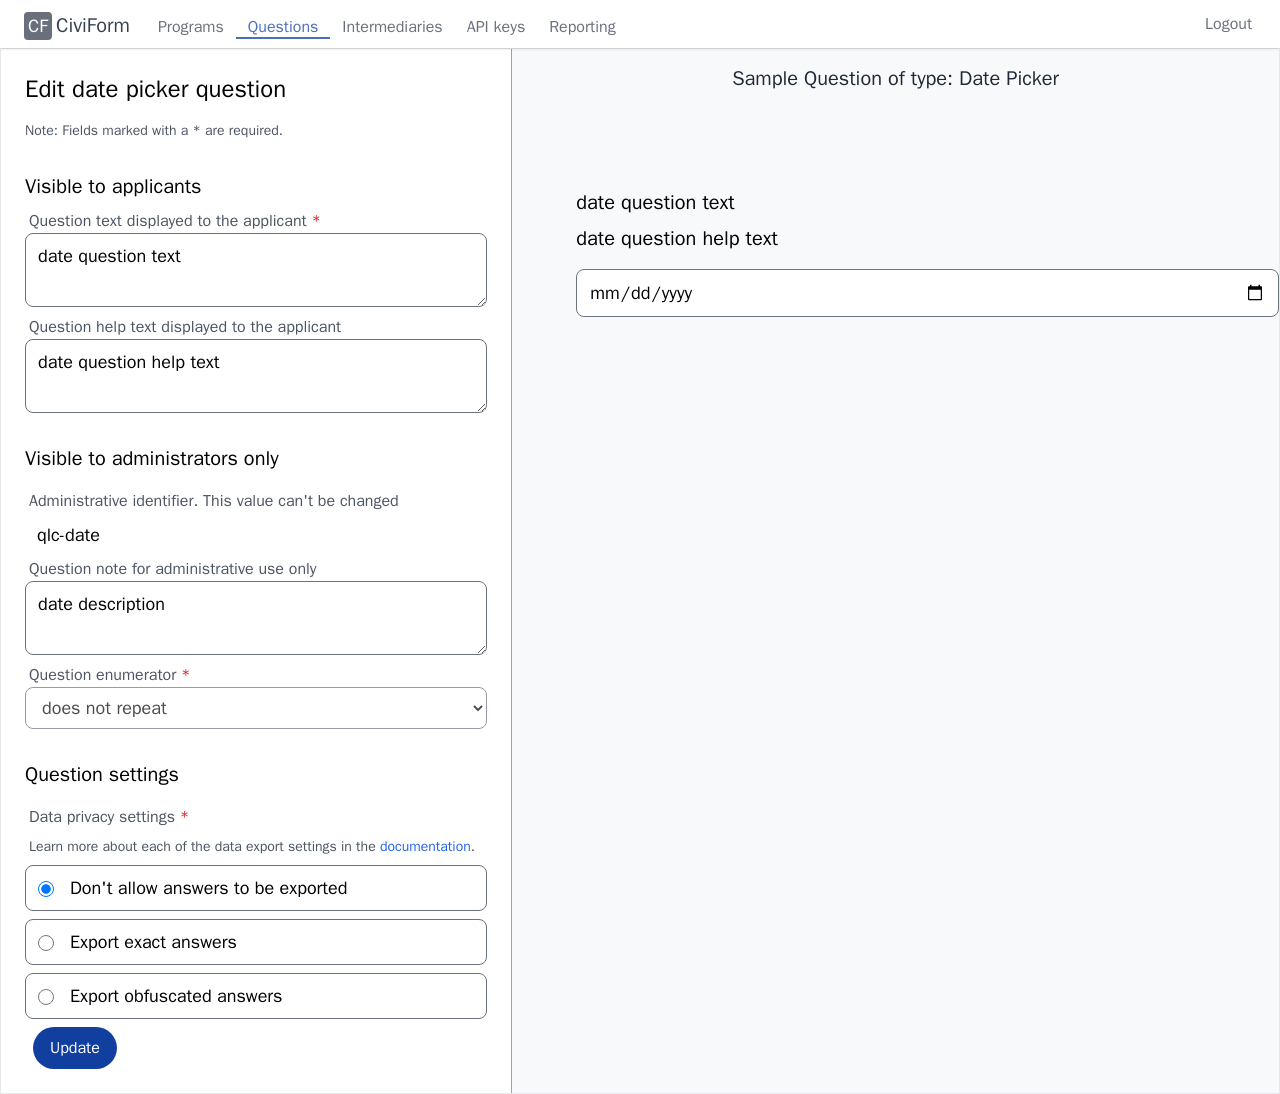 CF CiviForm Programs Questions Intermediaries API keys Reporting Logout
Edit date picker question
Note: Fields marked with a * are required.
Visible to applicants
Question text displayed to the applicant *
date question text
Question help text displayed to the applicant
date question help text
Visible to administrators only
Administrative identifier. This value can't be changed
qlc-date
Question note for administrative use only
date description
Question enumerator *
does not repeat
Question settings
Data privacy settings *
Learn more about each of the data export settings in the documentation.
Don't allow answers to be exported
Export exact answers
Export obfuscated answers
Update
Sample Question of type: Date Picker
date question text
date question help text
mm/dd/yyyy